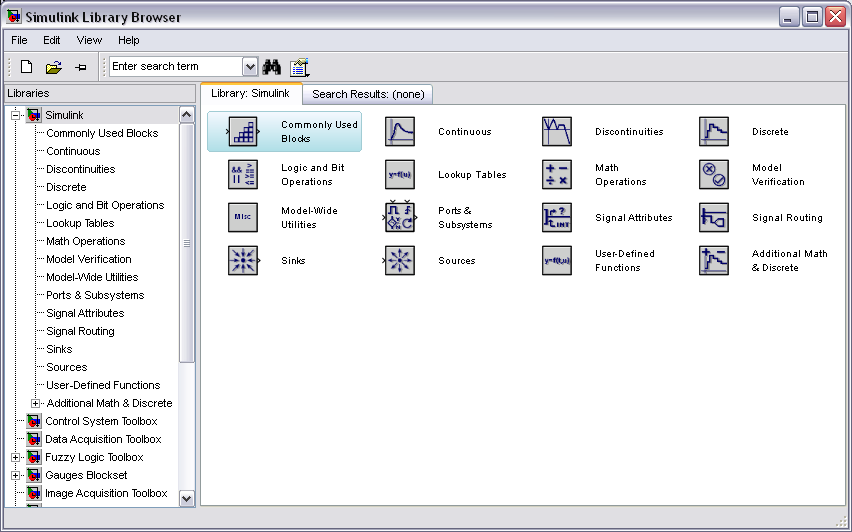 Simulink Library Browser
File Edit View Help
Enter search term
Libraries
Library: Simulink Search Results: (none)
Simulink
Commonly Used Blocks
Continuous
Discontinuities
Discrete
Logic and Bit Operations
Lookup Tables
Math Operations
Model Verification
Model-Wide Utilities
Ports & Subsystems
Signal Attributes
Signal Routing
Sinks
Sources
User-Defined Functions
Additional Math & Discrete
Control System Toolbox
Data Acquisition Toolbox
Fuzzy Logic Toolbox
Gauges Blockset
Image Acquisition Toolbox
Commonly Used
Blocks
Continuous
Discontinuities
Discrete
Logic and Bit
Operations
y=f(u)
Lookup Tables
Math
Operations
Model
Verification
Misc
Model-Wide
Utilities
Ports &
Subsystems
INT
Signal Attributes
Signal Routing
Sinks
Sources
y=f(t,u)
User-Defined
Functions
Additional Math
& Discrete